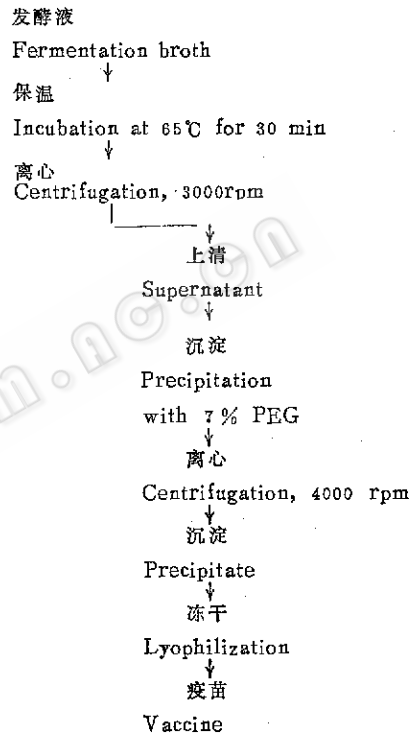 发酵液
Fermentation broth
保温
Incubation at 65℃ for 30 min
离心
Centrifugation, 3000rpm
上清
Supernatant
沉淀
Precipitation
with 7% PEG
离心
Centrifugation, 4000 rpm
沉淀
Precipitate
冻干
Lyophilization
疫苗
Vaccine
m.ac.cn